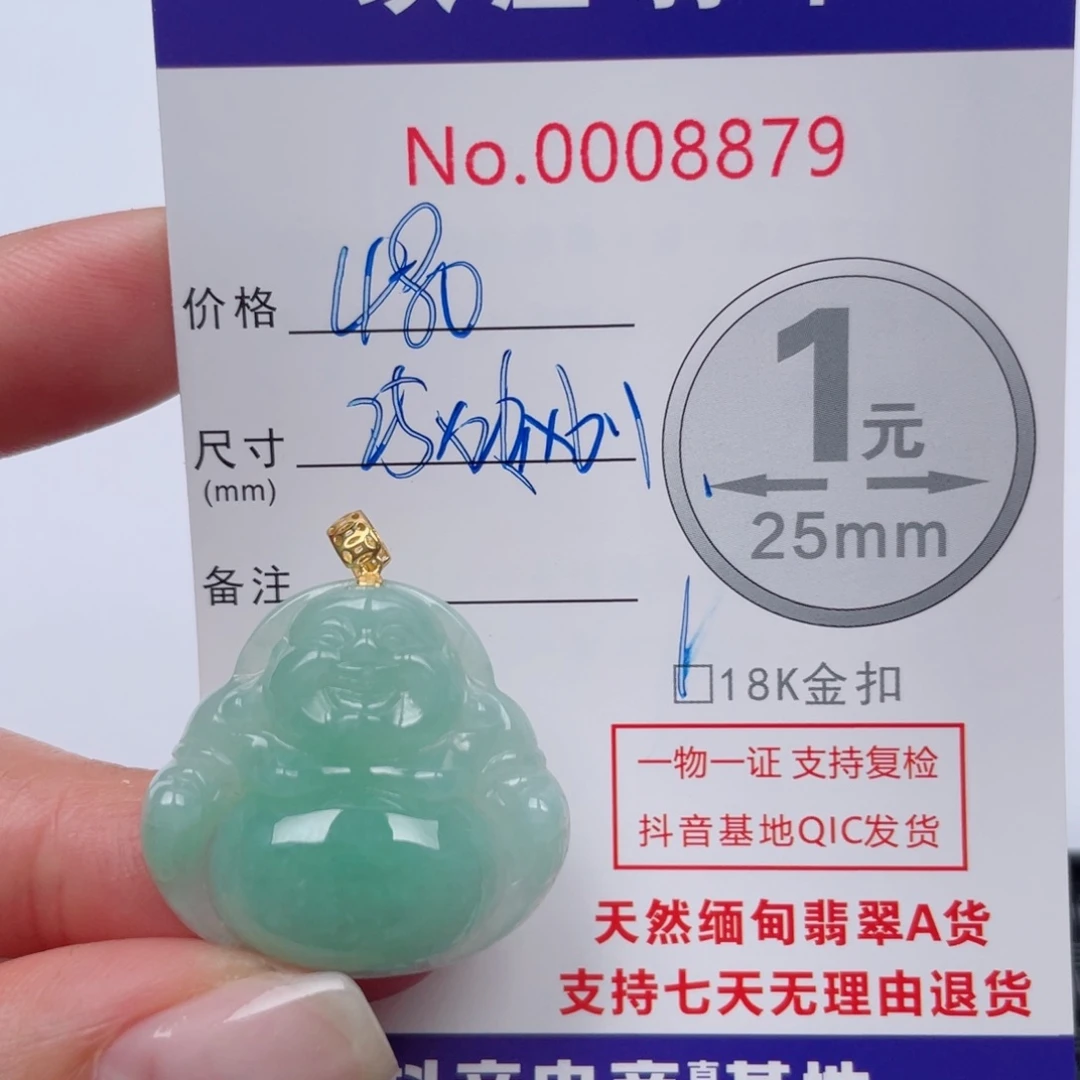 No.0008879
价格 480
尺寸
(mm)
备注
1元
25mm
18K金扣
一物一证 支持复检
抖音基地QIC发货
天然缅甸翡翠A货
支持七天无理由退货